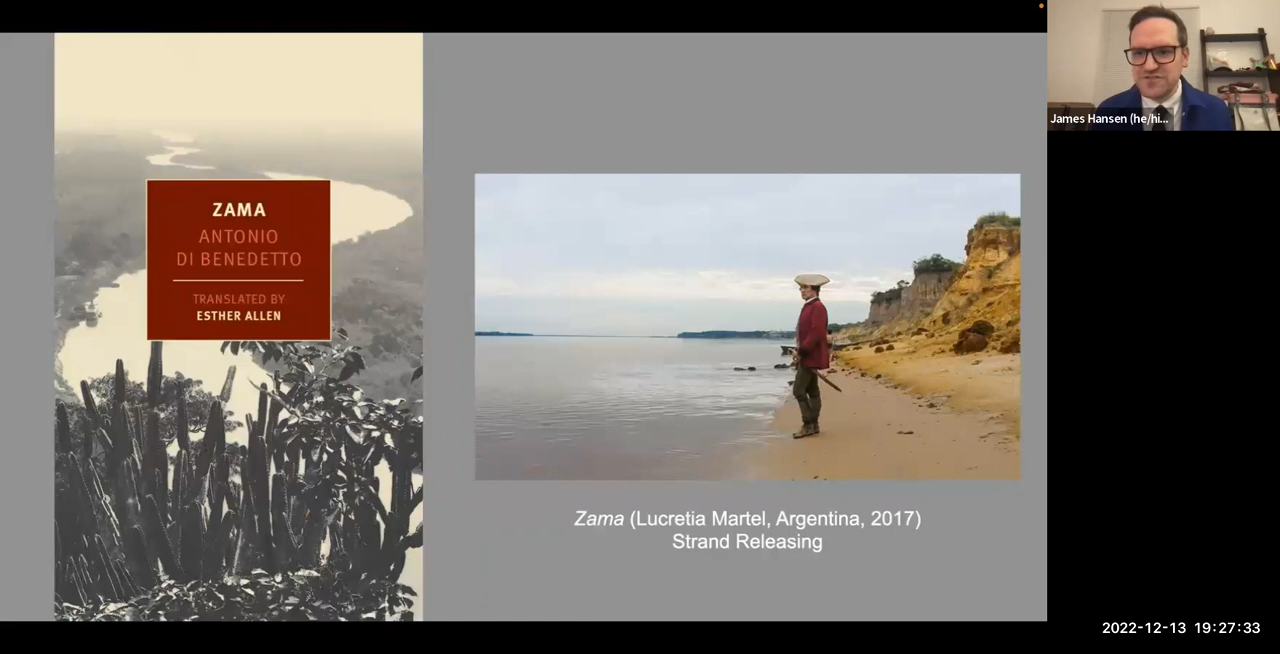 ZAMA
ANTONIO
DI BENEDETTO
TRANSLATED BY
ESTHER ALLEN
Zama (Lucretia Martel, Argentina, 2017)
Strand Releasing
James Hansen (he/hi...
2022-12-13 19:27:33